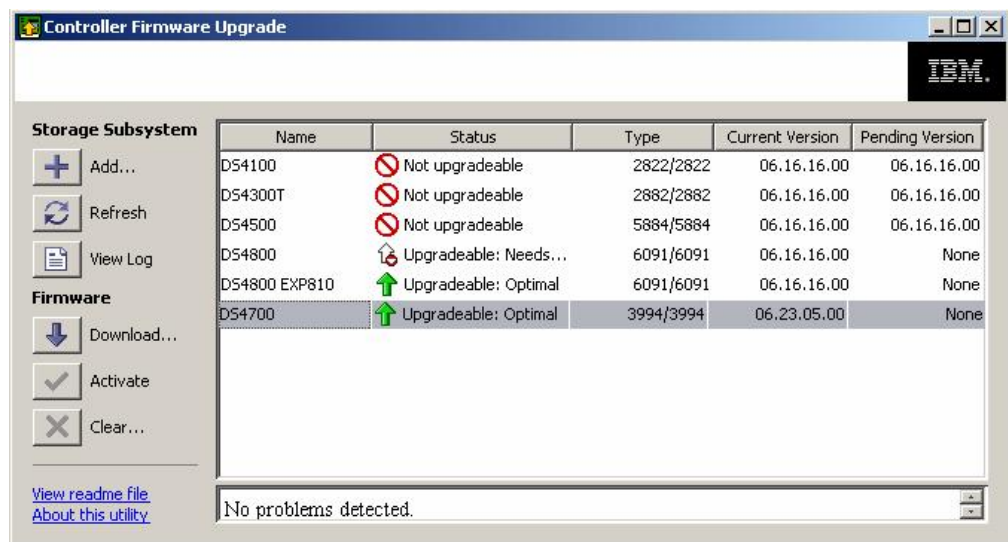 Controller Firmware Upgrade
IBM.
Storage Subsystem
Add...
Refresh
View Log
Firmware
Download...
Activate
Clear...
View readme file
About this utility
Name Status Type Current Version Pending Version
DS4100 Not upgradeable 2822/2822 06.16.16.00 06.16.16.00
DS4300T Not upgradeable 2882/2882 06.16.16.00 06.16.16.00
DS4500 Not upgradeable 5884/5884 06.16.16.00 06.16.16.00
DS4800 Upgradeable: Needs... 6091/6091 06.16.16.00 None
DS4800 EXP810 Upgradeable: Optimal 6091/6091 06.16.16.00 None
DS4700 Upgradeable: Optimal 3994/3994 06.23.05.00 None
No problems detected.